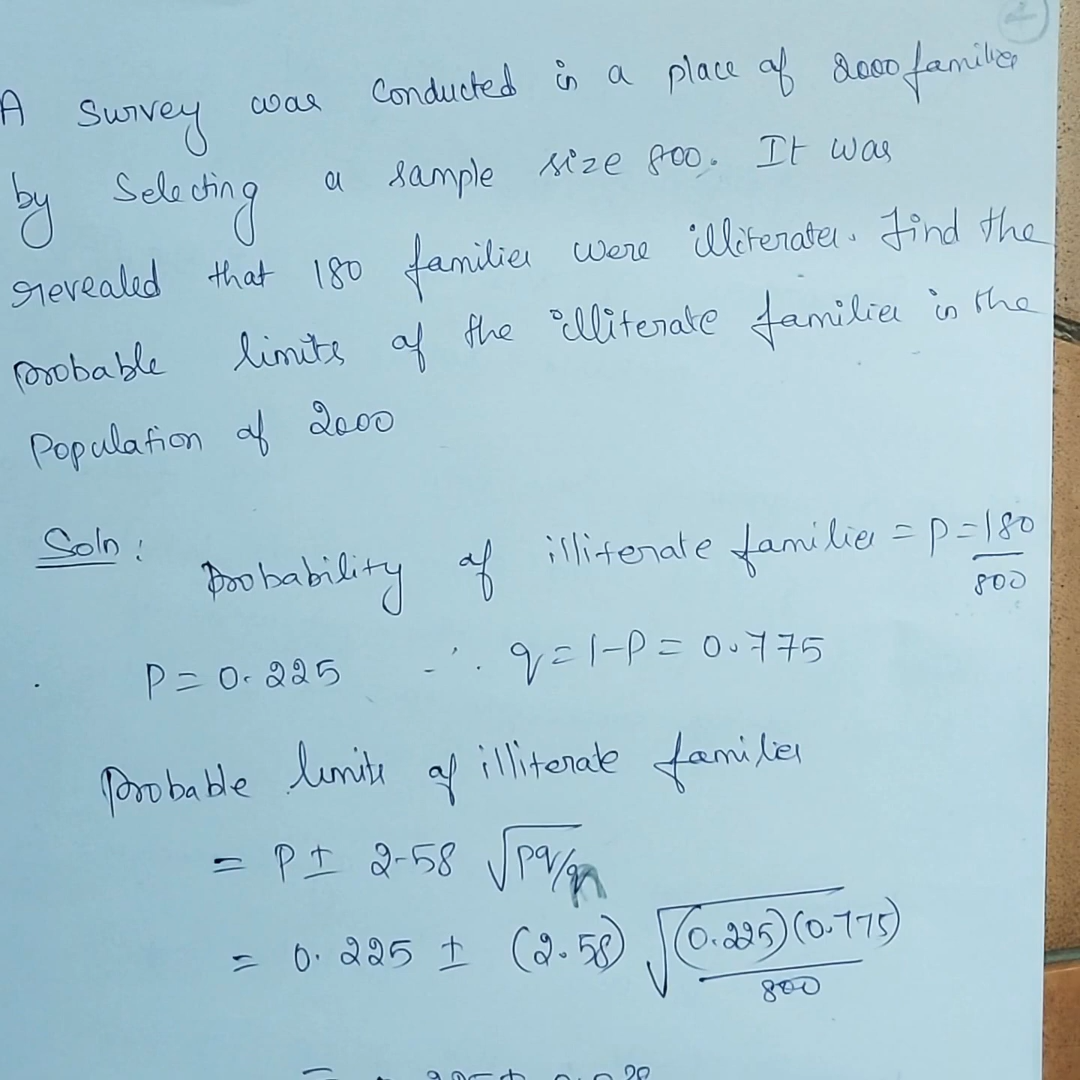 A survey was conducted in a place of 2000 families
by selecting a sample size 800. It was
revealed that 180 families were illiterates. find the
probable limits of the illiterate families in the
Population of 2000
Soln: Probability of illiterate families = P = 180/800
P = 0.225 ∴ q = 1-P = 0.775
Probable limits of illiterate families
= P ± 2.58 √pq/n
= 0.225 ± (2.58) √(0.225)(0.775)/800